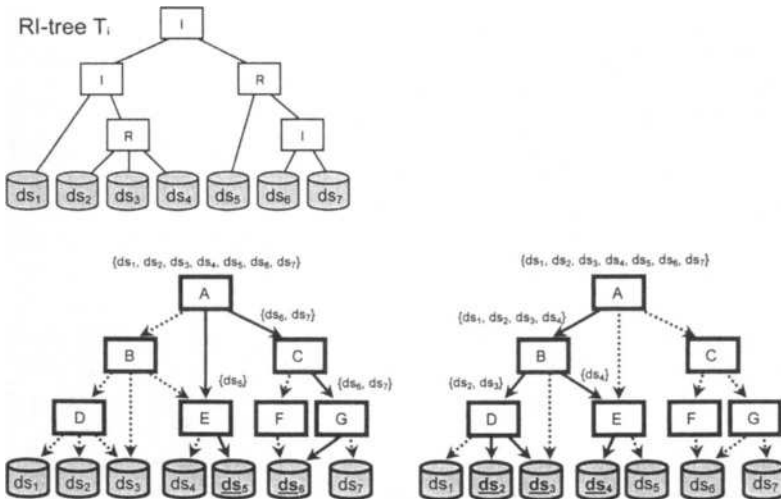 RI-tree Tᵢ
I
I
R
R
I
ds₁ ds₂ ds₃ ds₄ ds₅ ds₆ ds₇
{ds₁, ds₂, ds₃, ds₄, ds₅, ds₆, ds₇}
A
{ds₆, ds₇}
B
C
{ds₅}
{ds₆, ds₇}
D
E
F
G
ds₁ ds₂ ds₃ ds₄ ds₅ ds₆ ds₇
{ds₁, ds₂, ds₃, ds₄, ds₅, ds₆, ds₇}
A
{ds₁, ds₂, ds₃, ds₄}
B
C
{ds₂, ds₃}
{ds₄}
D
E
F
G
ds₁ ds₂ ds₃ ds₄ ds₅ ds₆ ds₇